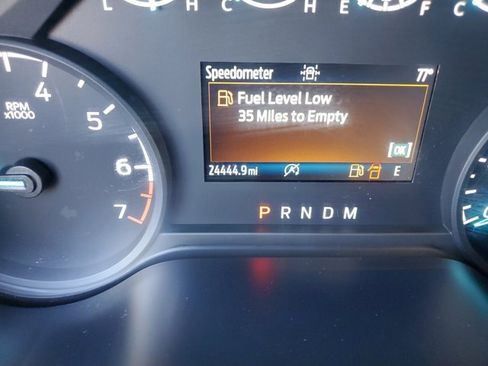 L H C H E F
Speedometer 77°
Fuel Level Low
35 Miles to Empty
[OK]
24444.9 mi E
RPM
x1000
4
5
6
7
P R N D M